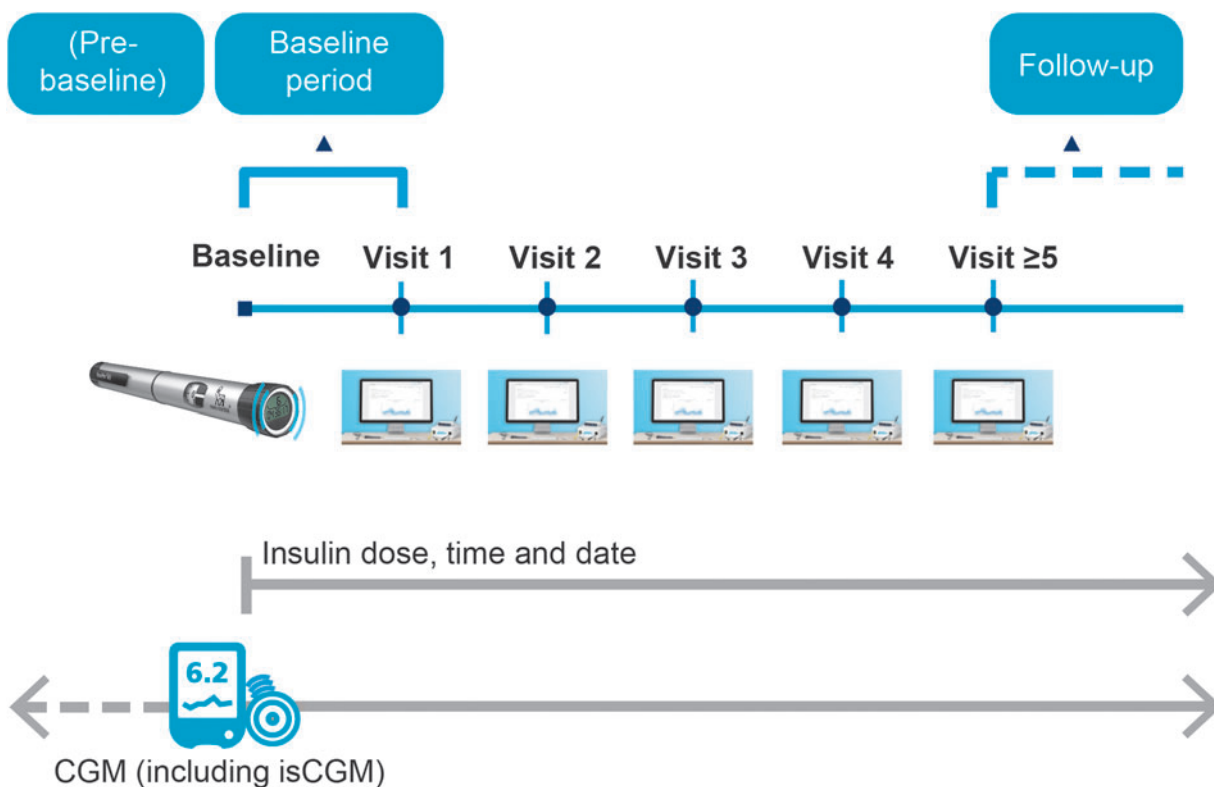 (Pre-
baseline)
Baseline
period
Follow-up
Baseline
Visit 1
Visit 2
Visit 3
Visit 4
Visit ≥5
Insulin dose, time and date
6.2
CGM (including isCGM)